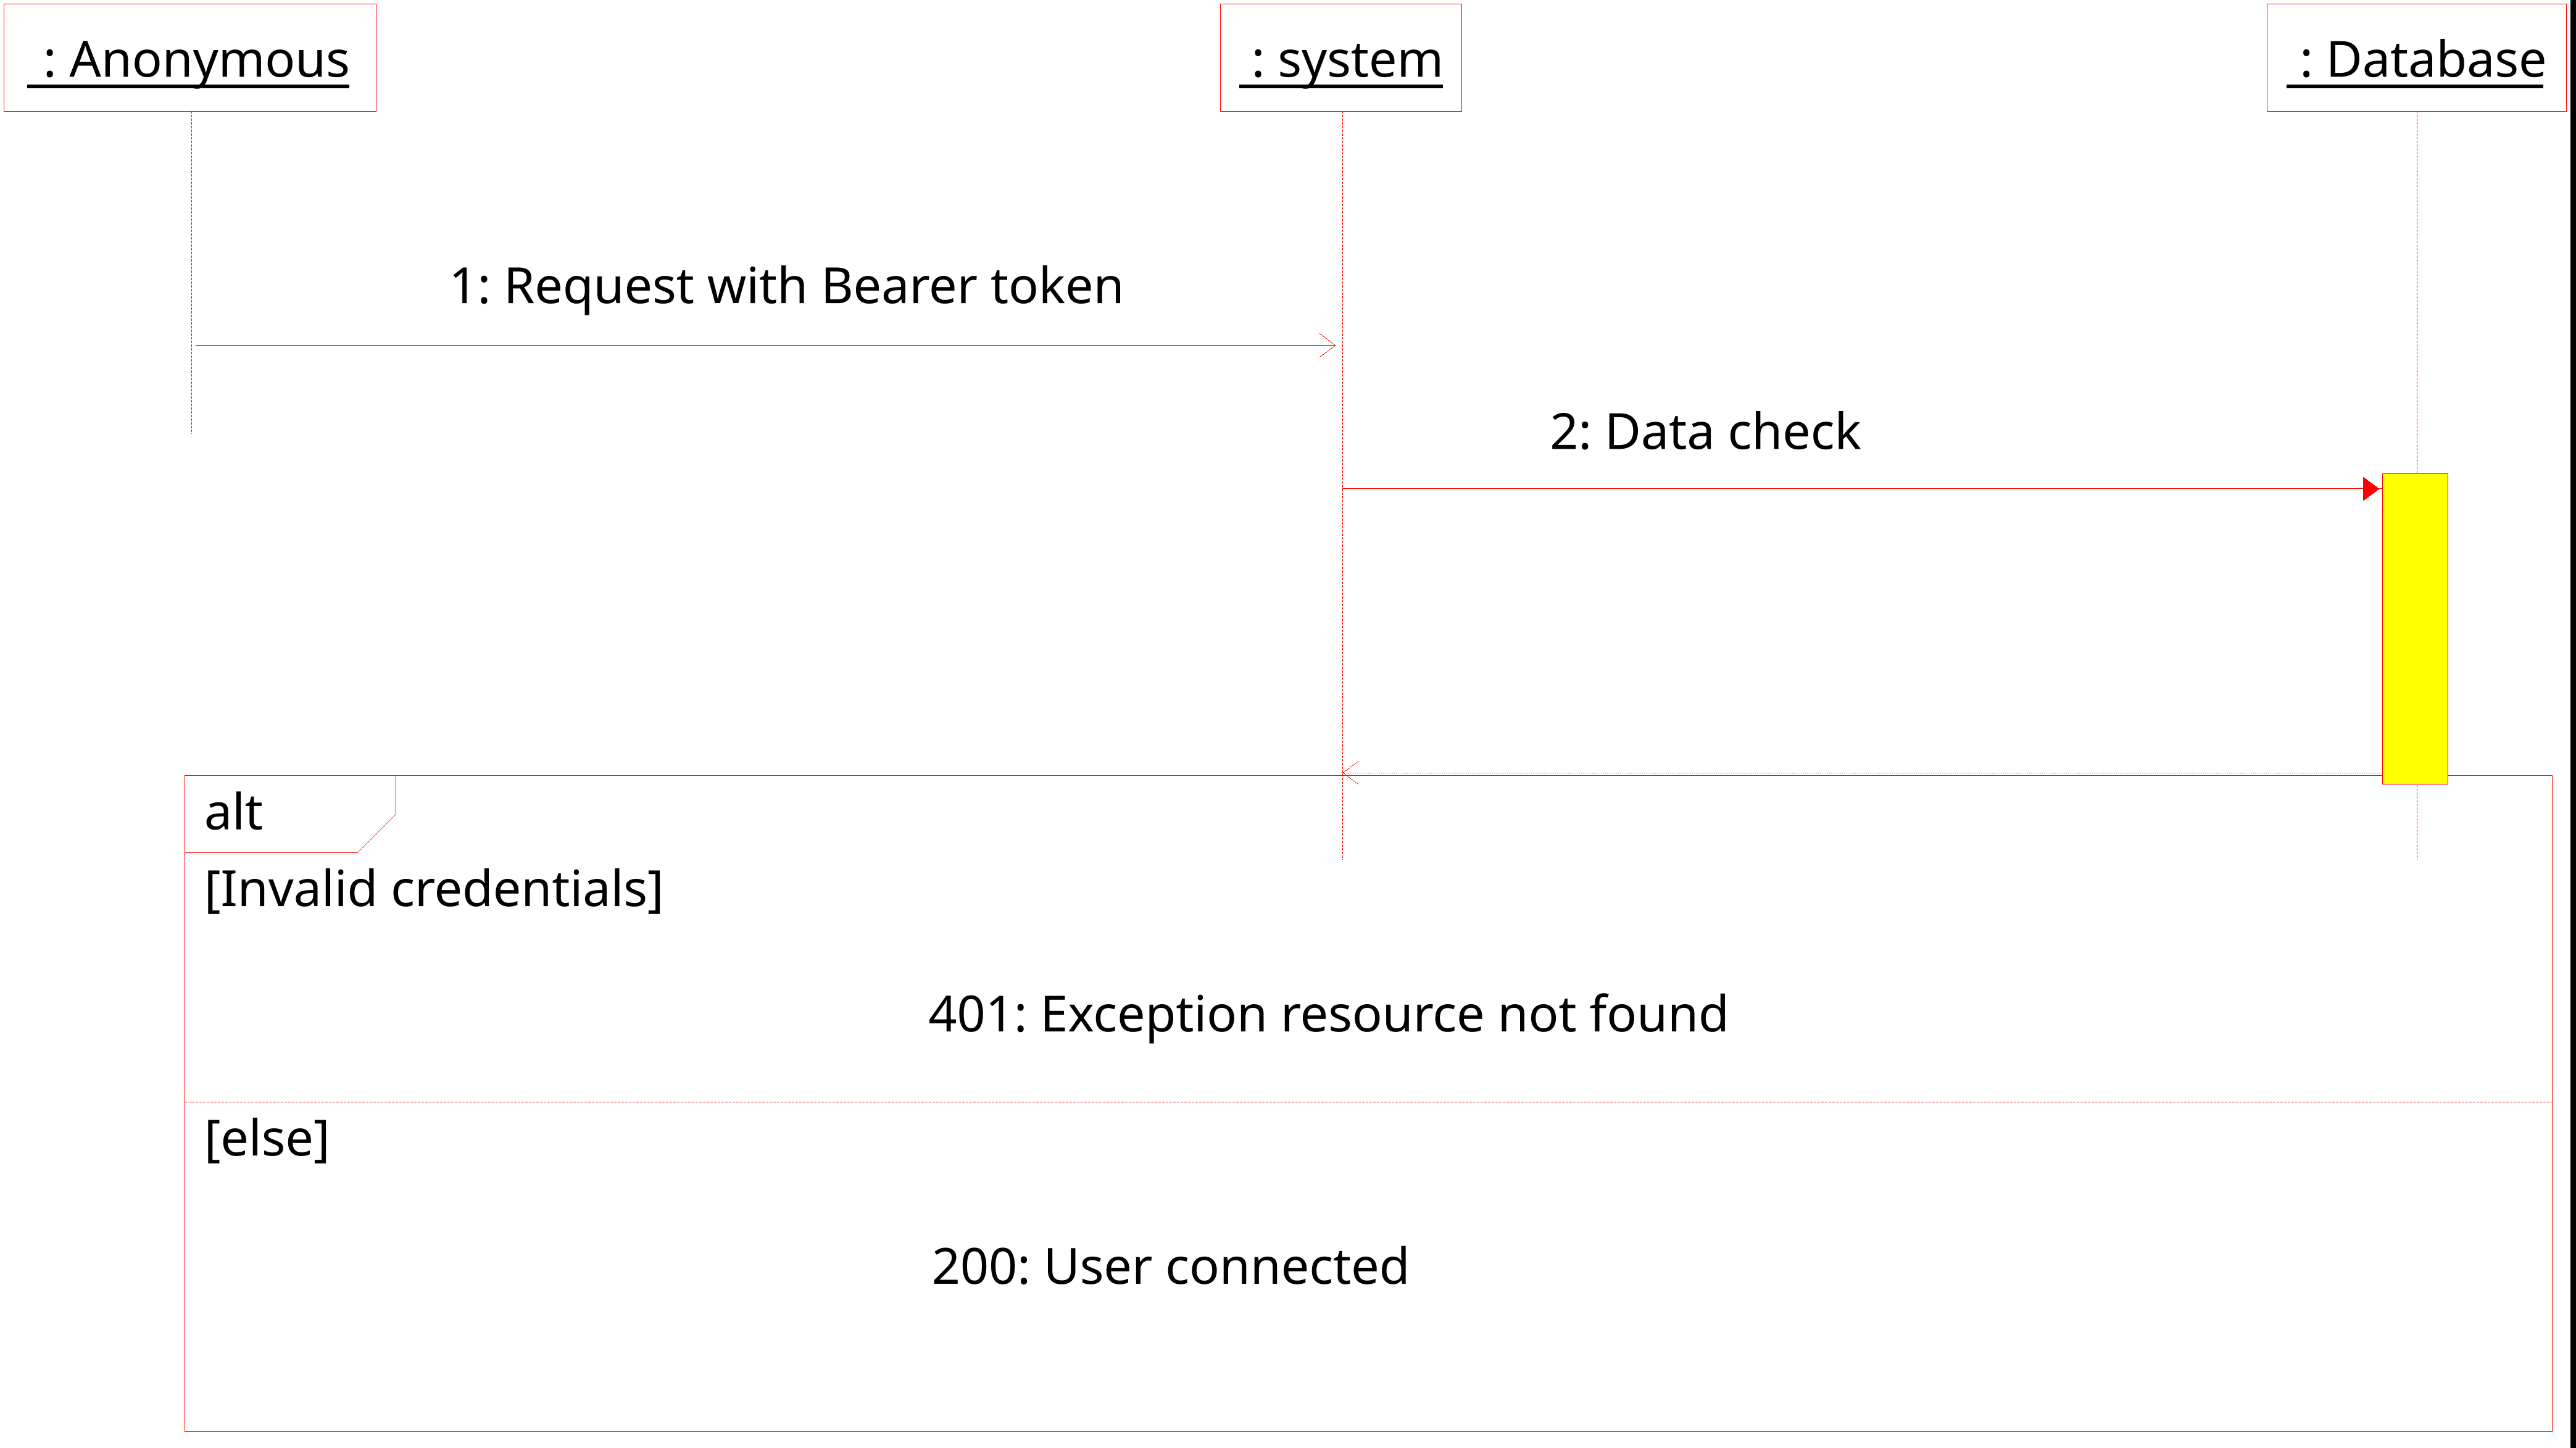 : Anonymous
: system
: Database
1: Request with Bearer token
2: Data check
alt
[Invalid credentials]
401: Exception resource not found
[else]
200: User connected